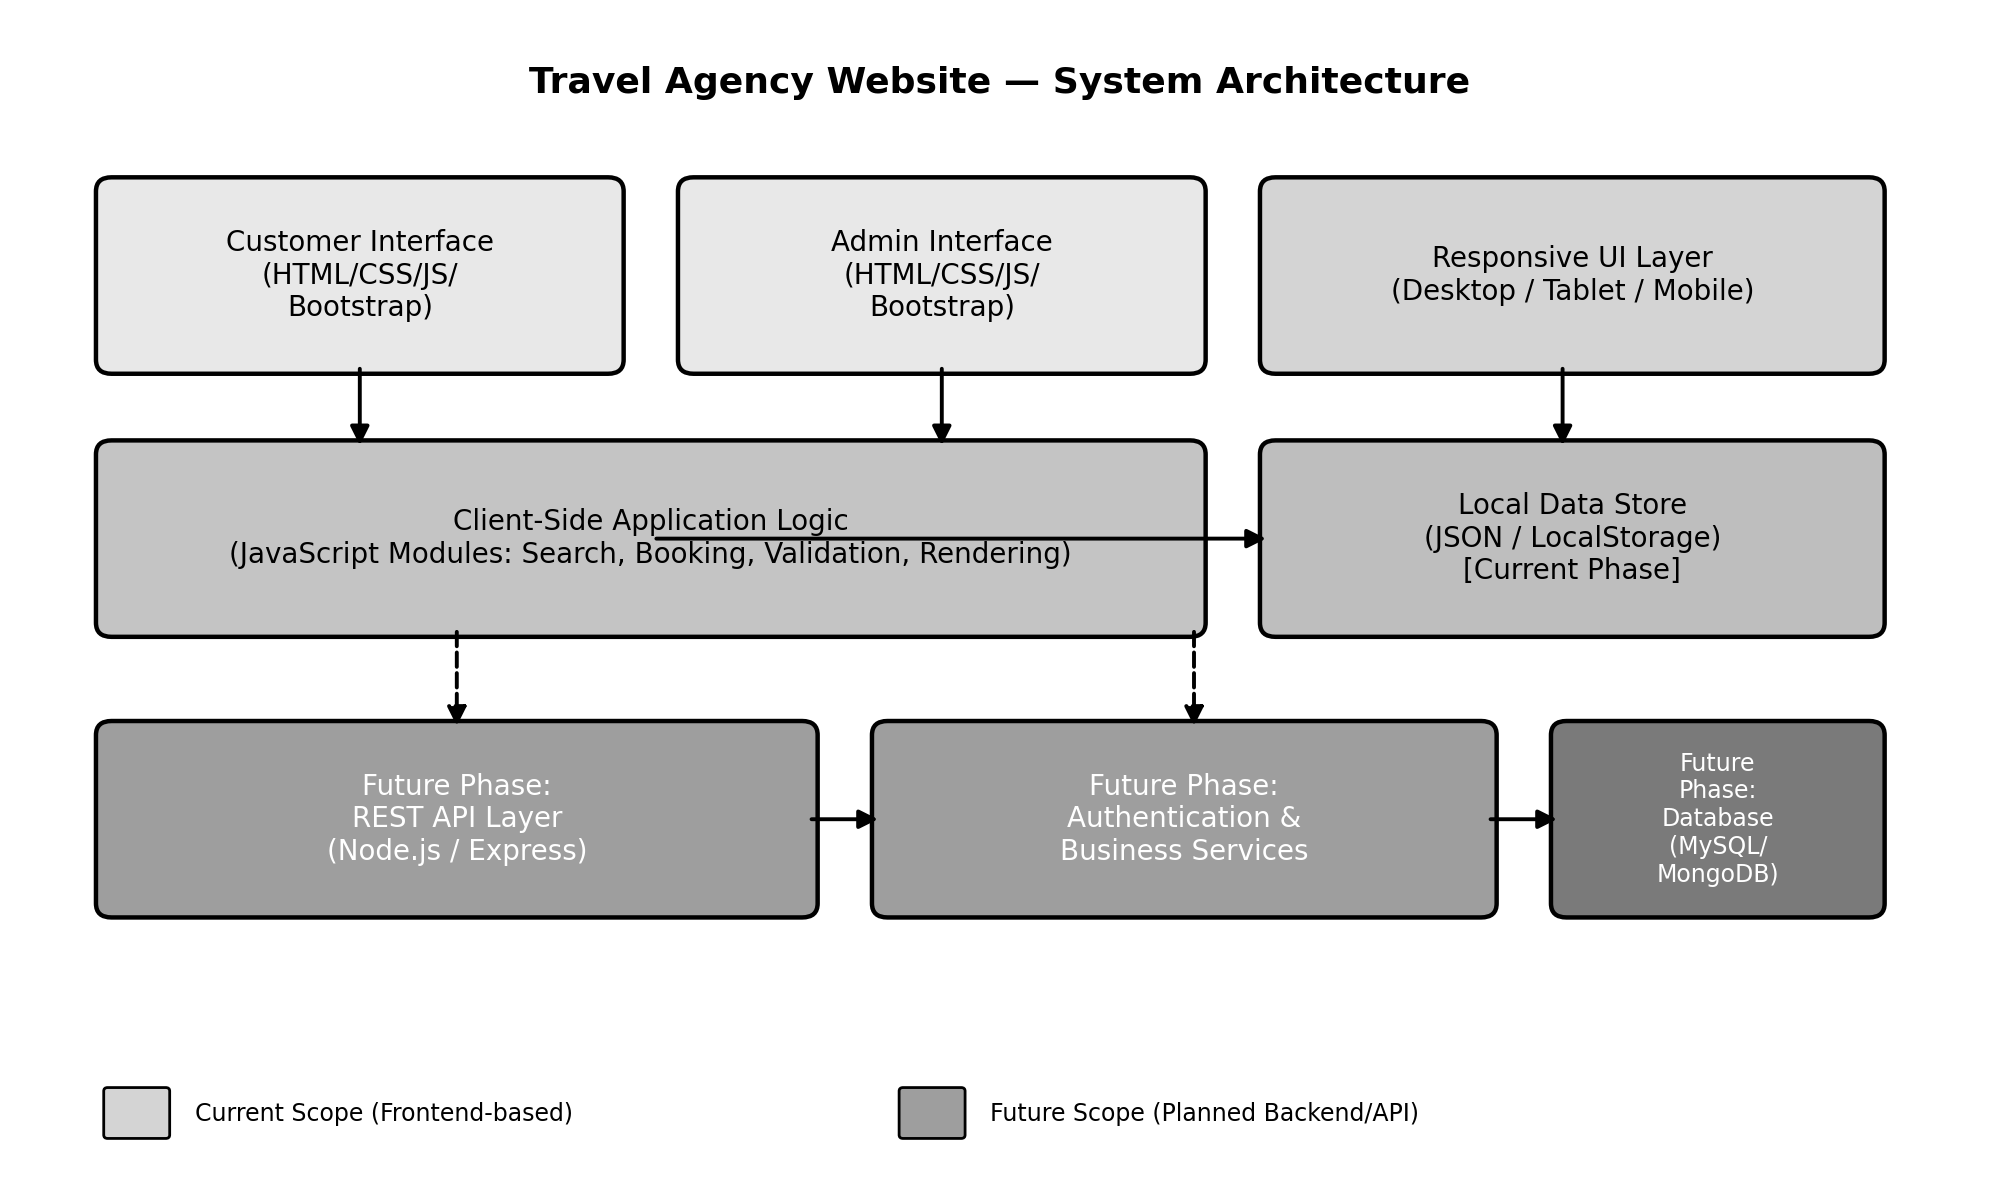 Travel Agency Website — System Architecture
Customer Interface
(HTML/CSS/JS/
Bootstrap)
Admin Interface
(HTML/CSS/JS/
Bootstrap)
Responsive UI Layer
(Desktop / Tablet / Mobile)
Client-Side Application Logic
(JavaScript Modules: Search, Booking, Validation, Rendering)
Local Data Store
(JSON / LocalStorage)
[Current Phase]
Future Phase:
REST API Layer
(Node.js / Express)
Future Phase:
Authentication &
Business Services
Future
Phase:
Database
(MySQL/
MongoDB)
Current Scope (Frontend-based)
Future Scope (Planned Backend/API)